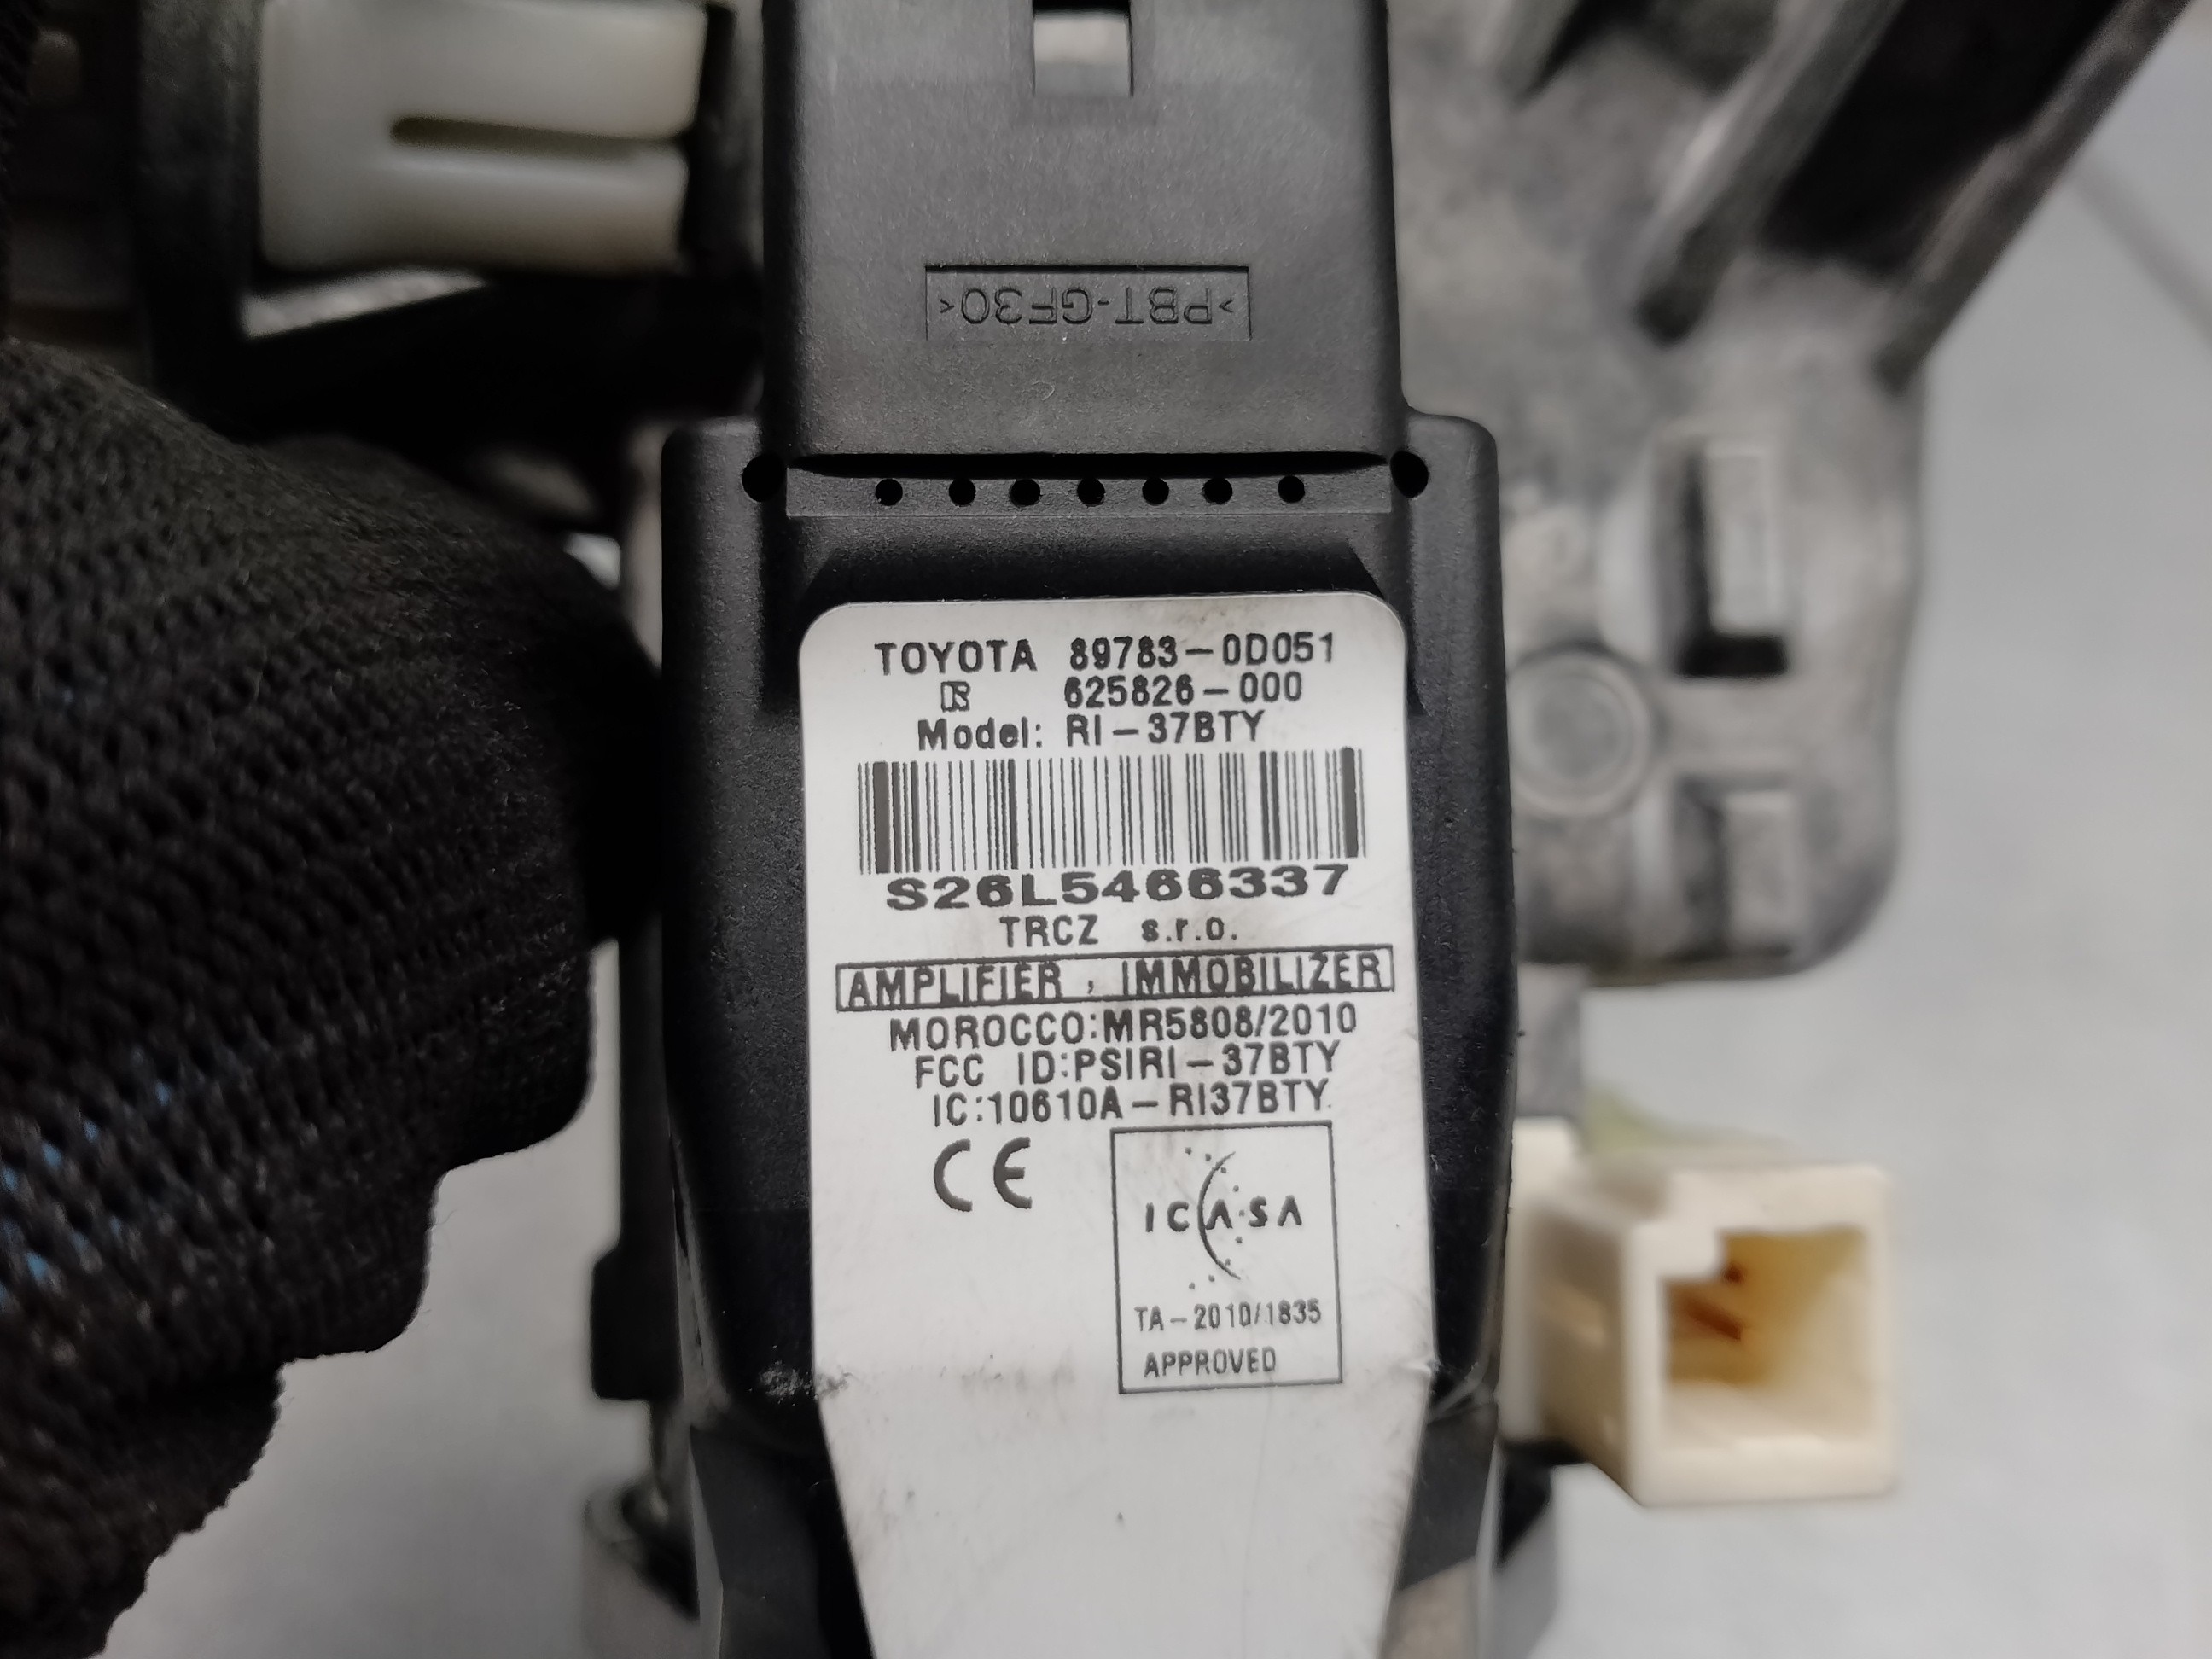 >PBT-GF30<
TOYOTA 89783-0D051
625826-000
Model: RI-37BTY
S26L5466337
TRCZ s.r.o.
AMPLIFIER , IMMOBILIZER
MOROCCO:MR5808/2010
FCC ID:PSIRI-37BTY
IC:10610A-RI37BTY
CE
ICASA
TA-2010/1835
APPROVED